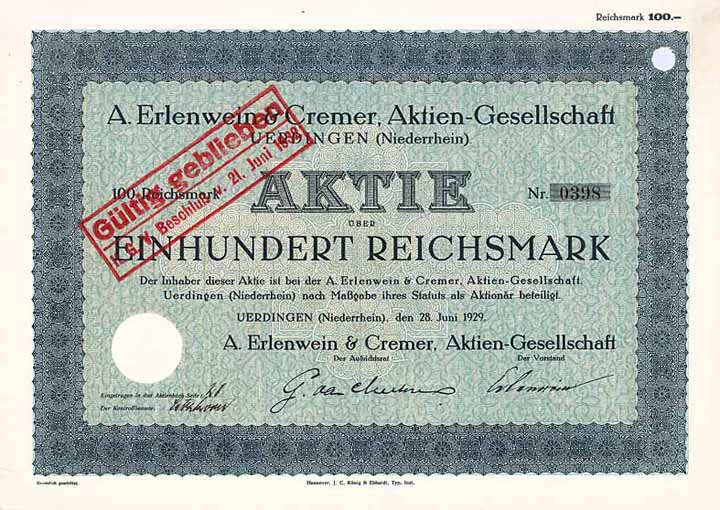 Reichsmark 100.—
A. Erlenwein & Cremer, Aktien-Gesellschaft
UERDINGEN (Niederrhein)
Gültig geblieben
Beschluß v. 21. Juni
100 Reichsmark
AKTIE
Nr. 0398
ÜBER
EINHUNDERT REICHSMARK
Der Inhaber dieser Aktie ist bei der A. Erlenwein & Cremer, Aktien-Gesellschaft,
Uerdingen (Niederrhein) nach Maßgabe ihres Statuts als Aktionär beteiligt.
UERDINGEN (Niederrhein), den 28. Juni 1929.
A. Erlenwein & Cremer, Aktien-Gesellschaft
Der Aufsichtsrat
Der Vorstand
Eingetragen in das Aktienbuch Seite
Der Kontrollbeamte:
Gesetzlich geschützt.
Hannover, J. C. König & Ebhardt, Typ. Inst.